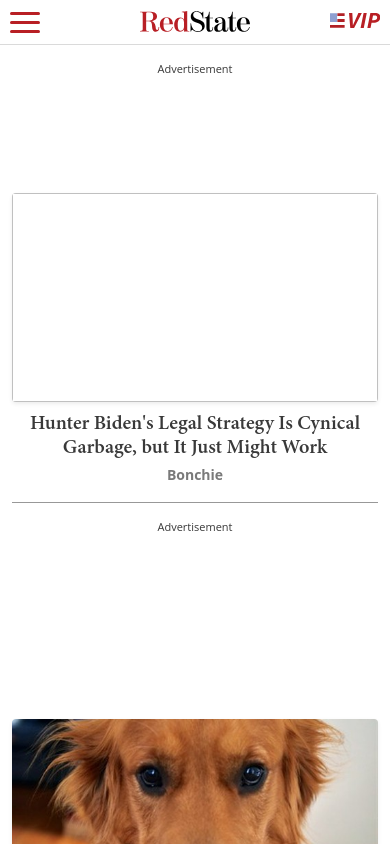 RedState
VIP
Advertisement
Hunter Biden's Legal Strategy Is Cynical
Garbage, but It Just Might Work
Bonchie
Advertisement